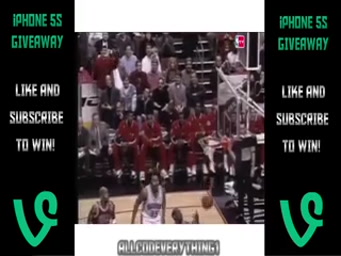 iPHONE 5S
GIVEAWAY
LIKE AND
SUBSCRIBE
TO WIN!
iPHONE 5S
GIVEAWAY
LIKE AND
SUBSCRIBE
TO WIN!
ALLCODEVERYTHING1